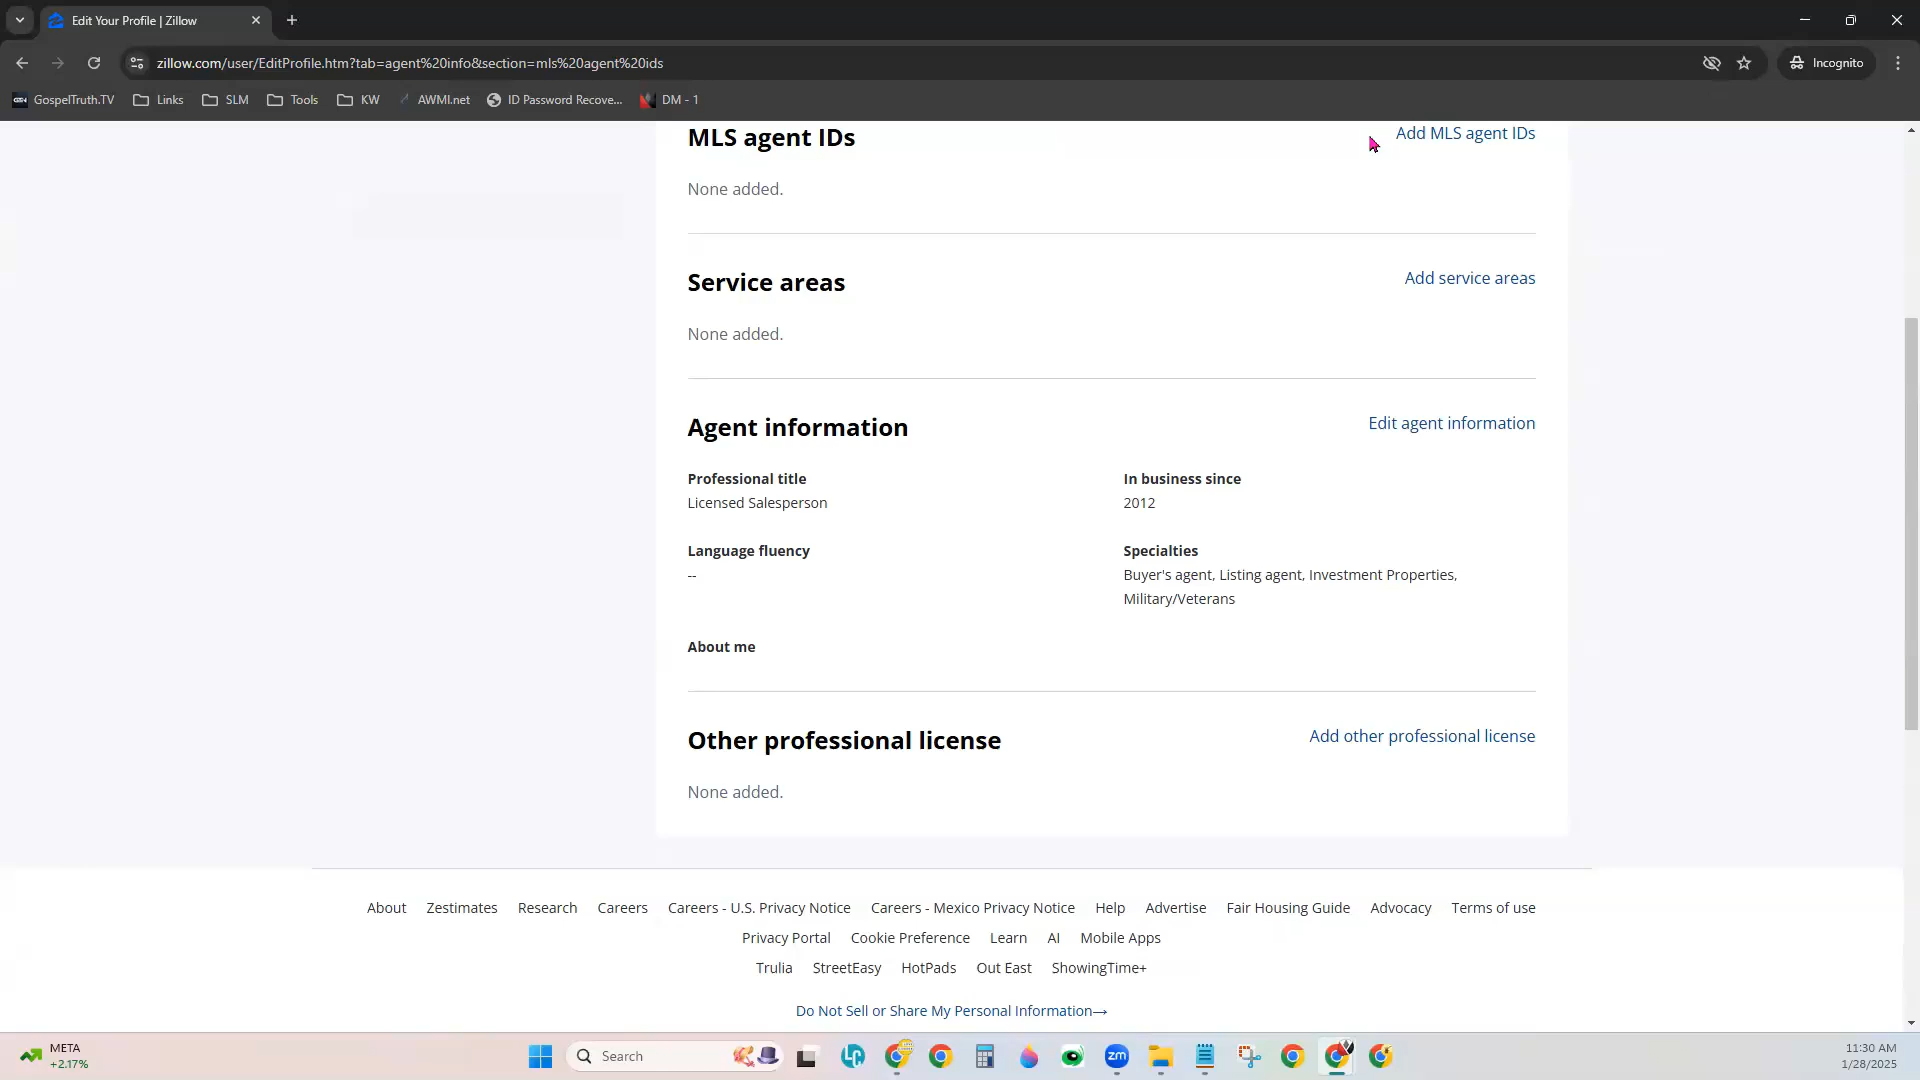 Edit Your Profile | Zillow
zillow.com/user/EditProfile.htm?tab=agent%20info&section=mls%20agent%20ids
Incognito
GospelTruth.TV
Links
SLM
Tools
KW
AWMI.net
ID Password Recove...
DM - 1
MLS agent IDs
Add MLS agent IDs
None added.
Service areas
Add service areas
None added.
Agent information
Edit agent information
Professional title
In business since
Licensed Salesperson
2012
Language fluency
Specialties
--
Buyer's agent, Listing agent, Investment Properties,
Military/Veterans
About me
Other professional license
Add other professional license
None added.
About Zestimates Research Careers Careers - U.S. Privacy Notice Careers - Mexico Privacy Notice Help Advertise Fair Housing Guide Advocacy Terms of use
Privacy Portal Cookie Preference Learn AI Mobile Apps
Trulia StreetEasy HotPads Out East ShowingTime+
Do Not Sell or Share My Personal Information→
META
+2.17%
Search
zm
11:30 AM
1/28/2025